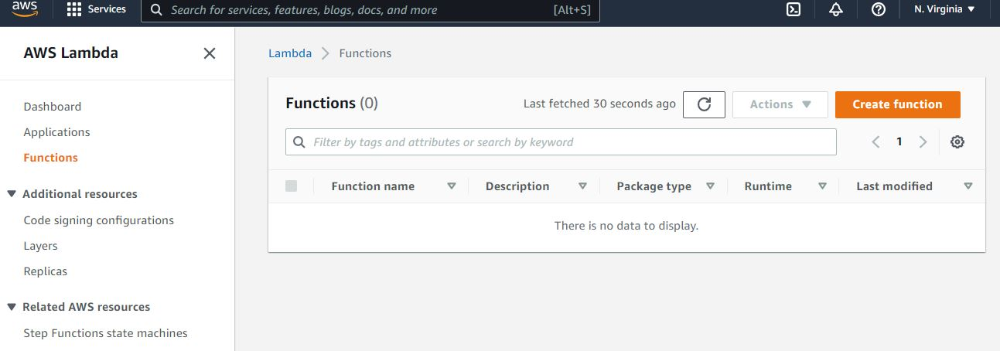 aws
Services
Search for services, features, blogs, docs, and more
[Alt+S]
N. Virginia
AWS Lambda
Dashboard
Applications
Functions
Additional resources
Code signing configurations
Layers
Replicas
Related AWS resources
Step Functions state machines
Lambda
Functions
Functions (0)
Last fetched 30 seconds ago
Actions
Create function
Filter by tags and attributes or search by keyword
1
Function name
Description
Package type
Runtime
Last modified
There is no data to display.